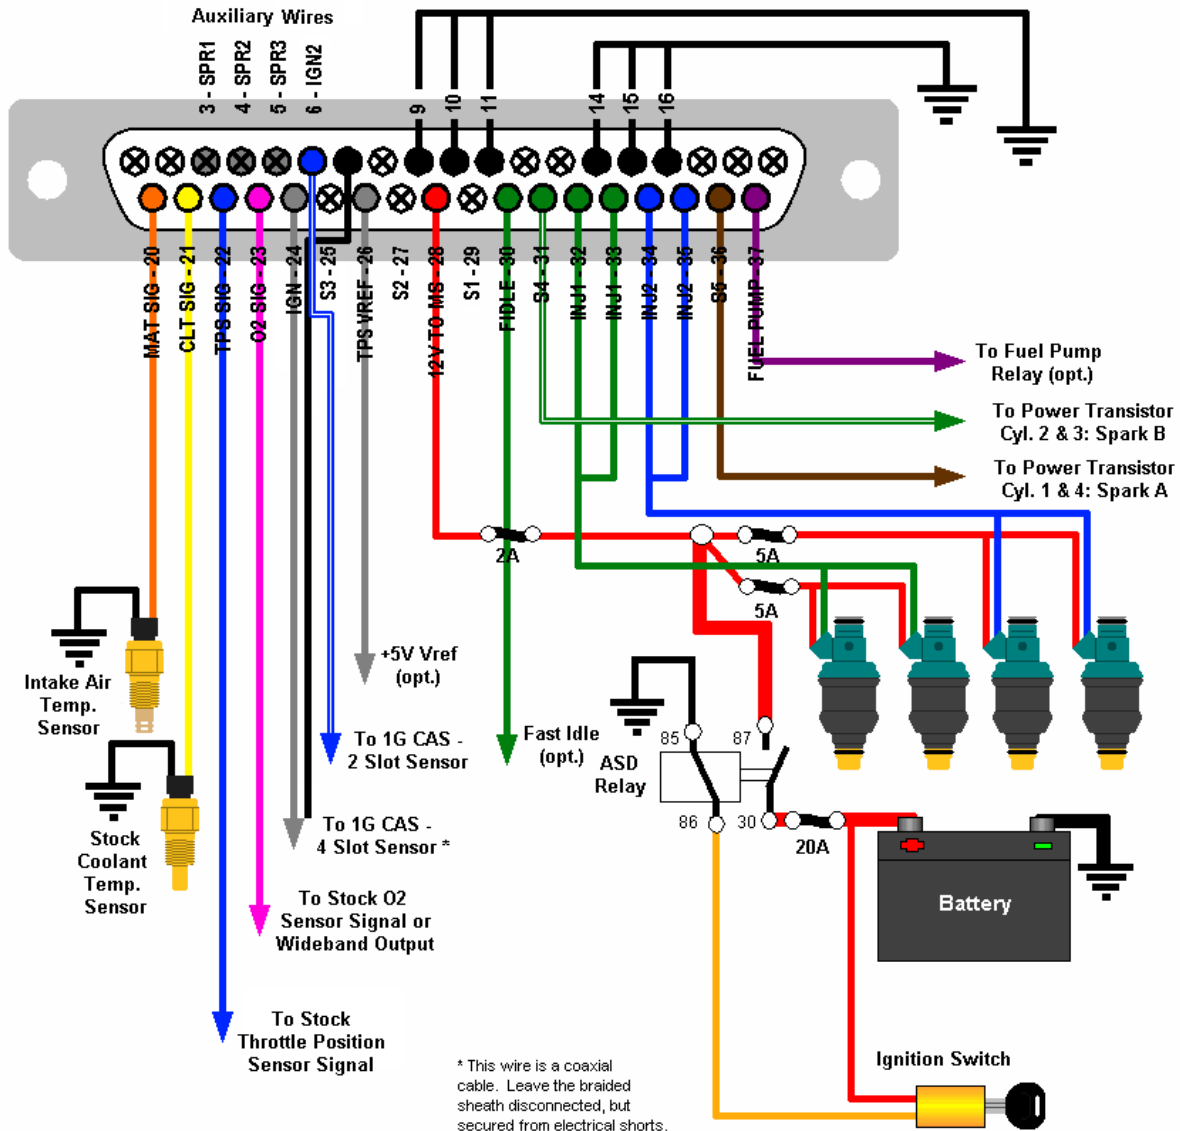 Auxiliary Wires
3 - SPR1
4 - SPR2
5 - SPR3
6 - IGN2
9
10
11
14
15
16
MAT SIG - 20
CLT SIG - 21
TPS SIG - 22
O2 SIG - 23
IGN - 24
S3 - 25
TPS VREF - 26
S2 - 27
12V TO MS - 28
S1 - 29
FIDLE - 30
S4 - 31
INJ1 - 32
INJ1 - 33
INJ2 - 34
INJ2 - 35
S5 - 36
FUEL PUMP - 37
To Fuel Pump
Relay (opt.)
To Power Transistor
Cyl. 2 & 3: Spark B
To Power Transistor
Cyl. 1 & 4: Spark A
2A
5A
5A
Intake Air
Temp.
Sensor
+5V Vref
(opt.)
To 1G CAS -
2 Slot Sensor
Fast Idle
(opt.)
ASD
Relay
85
87
86
30
20A
To 1G CAS -
4 Slot Sensor *
Stock
Coolant
Temp.
Sensor
To Stock O2
Sensor Signal or
Wideband Output
Battery
To Stock
Throttle Position
Sensor Signal
Ignition Switch
* This wire is a coaxial
cable. Leave the braided
sheath disconnected, but
secured from electrical shorts.